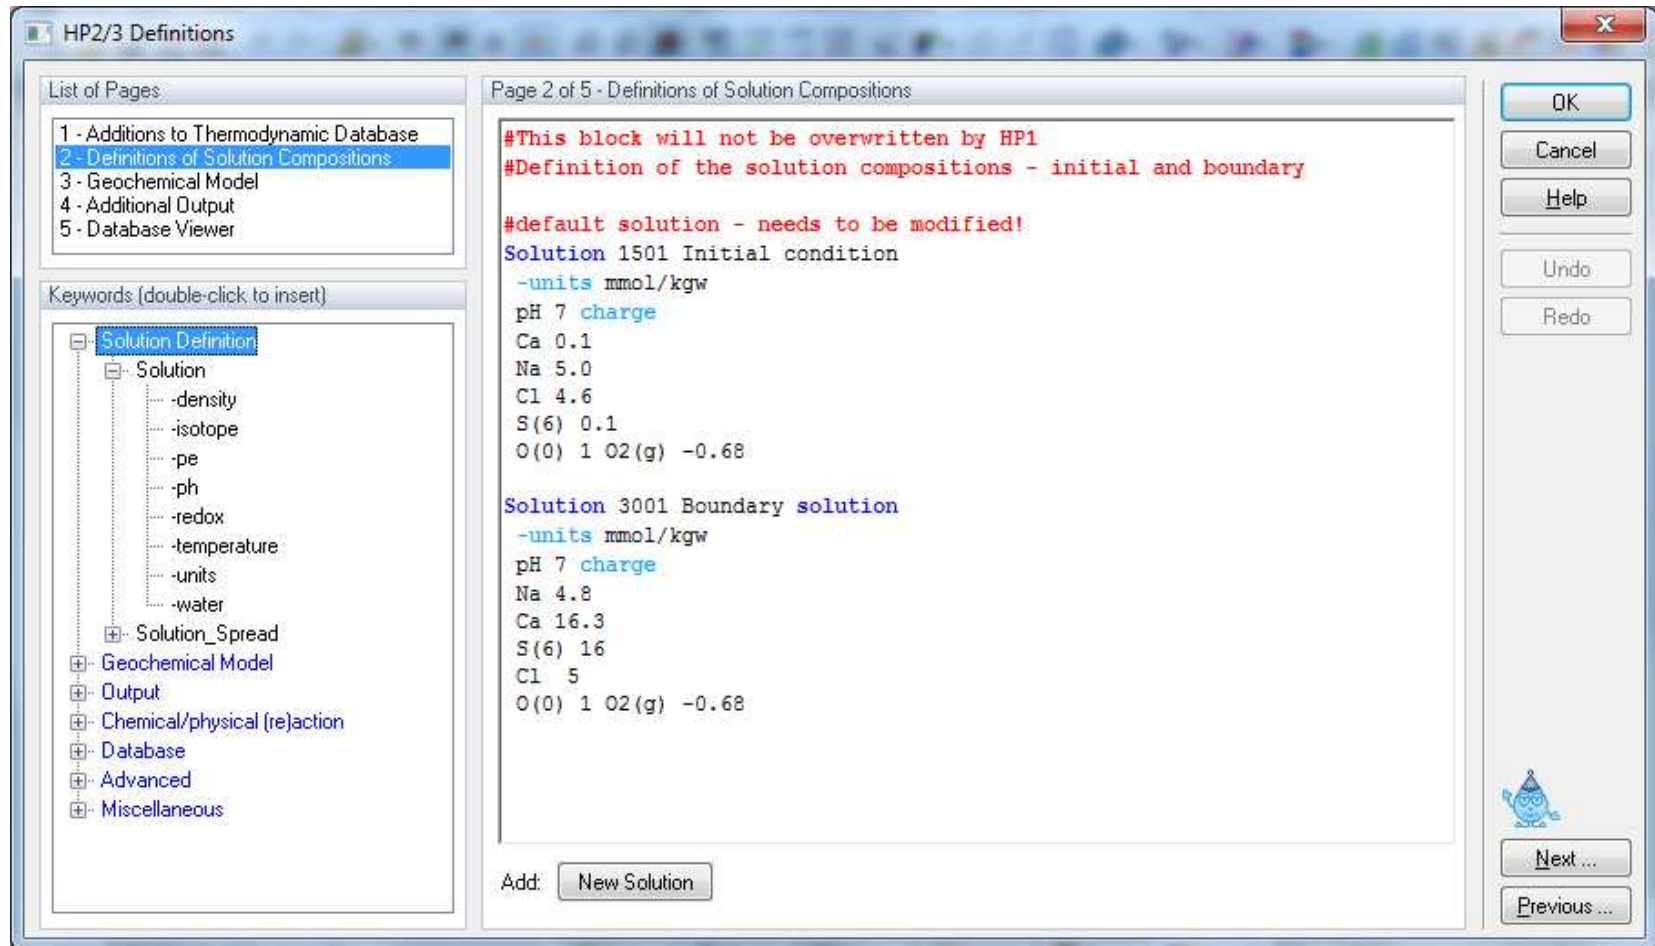 HP2/3 Definitions
List of Pages
1 - Additions to Thermodynamic Database
2 - Definitions of Solution Compositions
3 - Geochemical Model
4 - Additional Output
5 - Database Viewer
Keywords (double-click to insert)
Solution Definition
Solution
-density
-isotope
-pe
-ph
-redox
-temperature
-units
-water
Solution_Spread
Geochemical Model
Output
Chemical/physical (re)action
Database
Advanced
Miscellaneous
Page 2 of 5 - Definitions of Solution Compositions
#This block will not be overwritten by HP1
#Definition of the solution compositions - initial and boundary
#default solution - needs to be modified!
Solution 1501 Initial condition
-units mmol/kgw
pH 7 charge
Ca 0.1
Na 5.0
Cl 4.6
S(6) 0.1
O(0) 1 O2(g) -0.68
Solution 3001 Boundary solution
-units mmol/kgw
pH 7 charge
Na 4.8
Ca 16.3
S(6) 16
Cl  5
O(0) 1 O2(g) -0.68
Add: New Solution
OK
Cancel
Help
Undo
Redo
Next ...
Previous ...